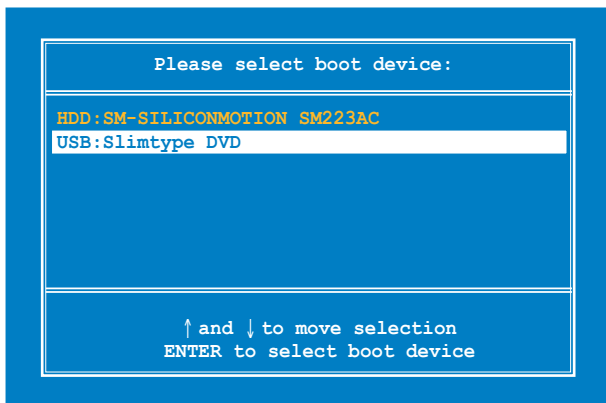 Please select boot device:
HDD:SM-SILICONMOTION SM223AC
USB:Slimtype DVD
↑ and ↓ to move selection
ENTER to select boot device